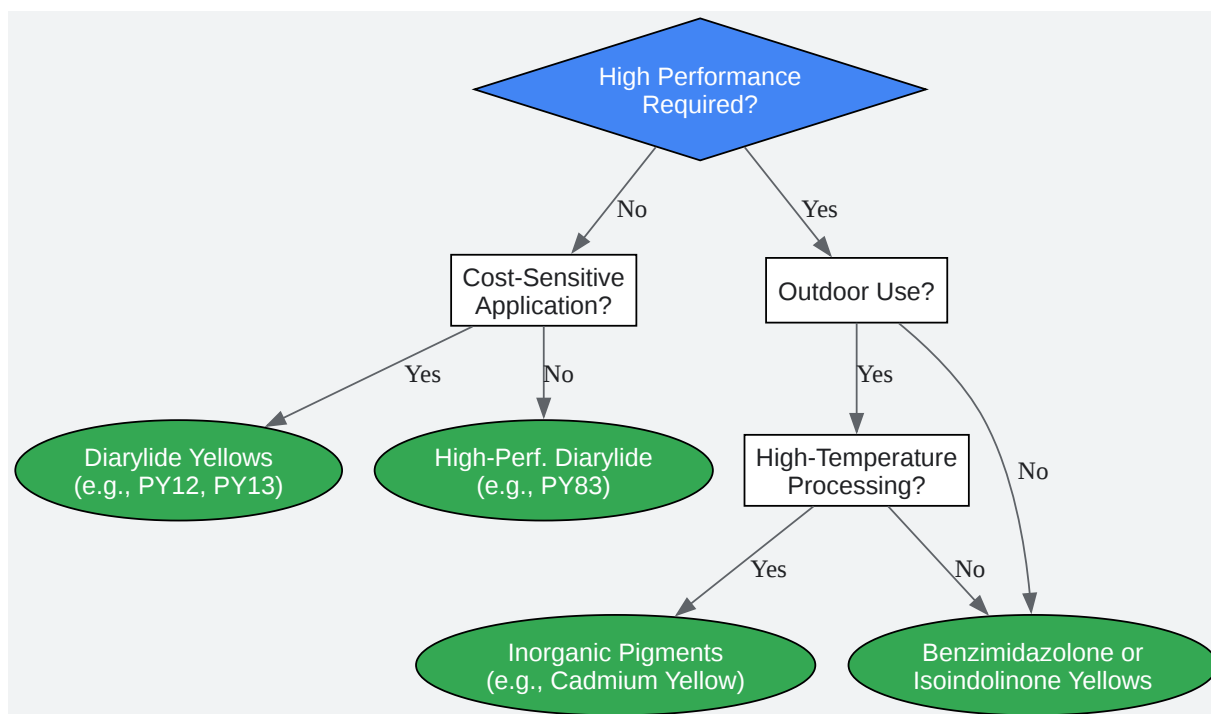 High Performance
Required?
No
Yes
Cost-Sensitive
Application?
Outdoor Use?
Yes
No
Yes
No
Diarylide Yellows
(e.g., PY12, PY13)
High-Perf. Diarylide
(e.g., PY83)
High-Temperature
Processing?
Yes
No
Inorganic Pigments
(e.g., Cadmium Yellow)
Benzimidazolone or
Isoindolinone Yellows